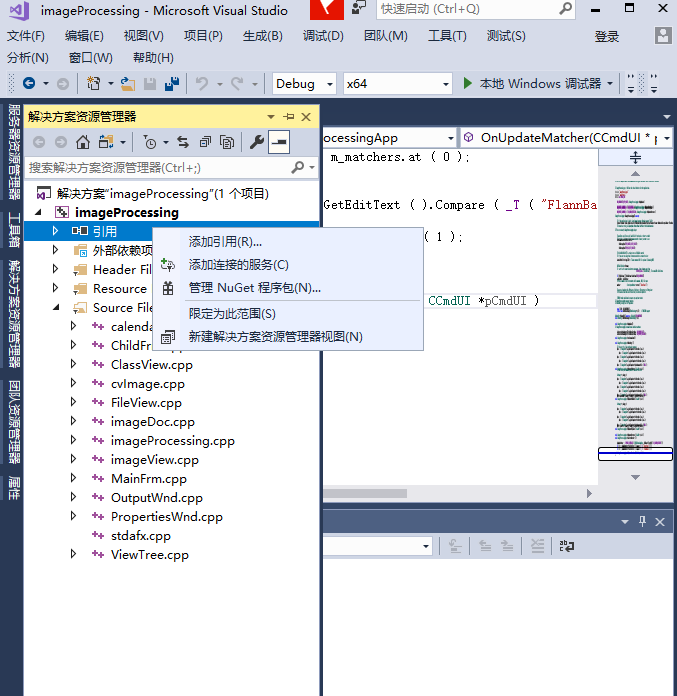 imageProcessing - Microsoft Visual Studio
快速启动 (Ctrl+Q)
文件(F) 编辑(E) 视图(V) 项目(P) 生成(B) 调试(D) 团队(M) 工具(T) 测试(S) 登录
分析(N) 窗口(W) 帮助(H)
Debug x64 本地 Windows 调试器
服务器资源管理器
工具箱
解决方案资源管理器
团队资源管理器
属性
解决方案资源管理器
搜索解决方案资源管理器(Ctrl+;)
解决方案"imageProcessing"(1 个项目)
imageProcessing
引用
外部依赖项
Header Fil
Resource
Source File
calenda
ChildFr
ClassView.cpp
cvImage.cpp
FileView.cpp
imageDoc.cpp
imageProcessing.cpp
imageView.cpp
MainFrm.cpp
OutputWnd.cpp
PropertiesWnd.cpp
stdafx.cpp
ViewTree.cpp
添加引用(R)...
添加连接的服务(C)
管理 NuGet 程序包(N)...
限定为此范围(S)
新建解决方案资源管理器视图(N)
ocessingApp OnUpdateMatcher(CCmdUI * p
m_matchers.at ( 0 );
GetEditText ().Compare ( _T ( "FlannBa
( 1 );
CCmdUI *pCmdUI )